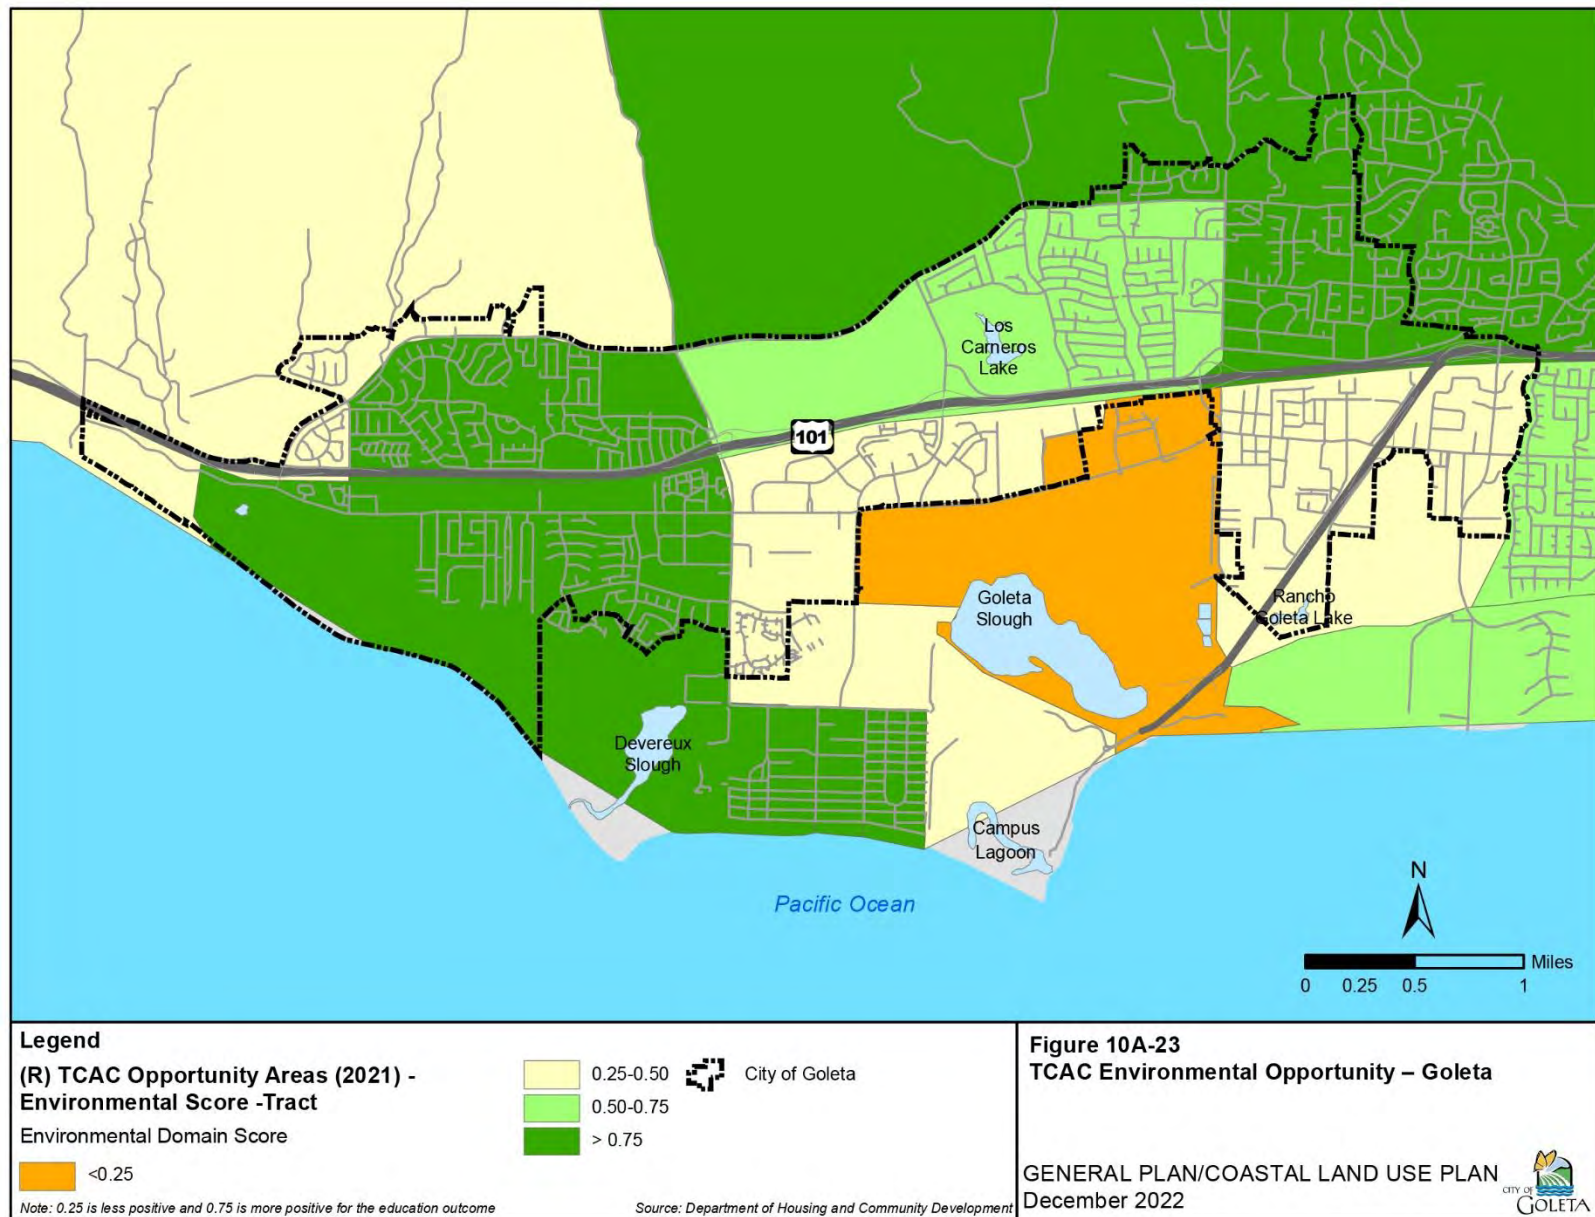 Los
Carneros
Lake
101
Goleta
Slough
Rancho
Goleta Lake
Devereux
Slough
Campus
Lagoon
Pacific Ocean
N
Miles
0 0.25 0.5 1
Legend
(R) TCAC Opportunity Areas (2021) -
Environmental Score -Tract
Environmental Domain Score
<0.25
0.25-0.50
0.50-0.75
> 0.75
City of Goleta
Note: 0.25 is less positive and 0.75 is more positive for the education outcome
Source: Department of Housing and Community Development
Figure 10A-23
TCAC Environmental Opportunity – Goleta
GENERAL PLAN/COASTAL LAND USE PLAN
December 2022
CITY OF
GOLETA